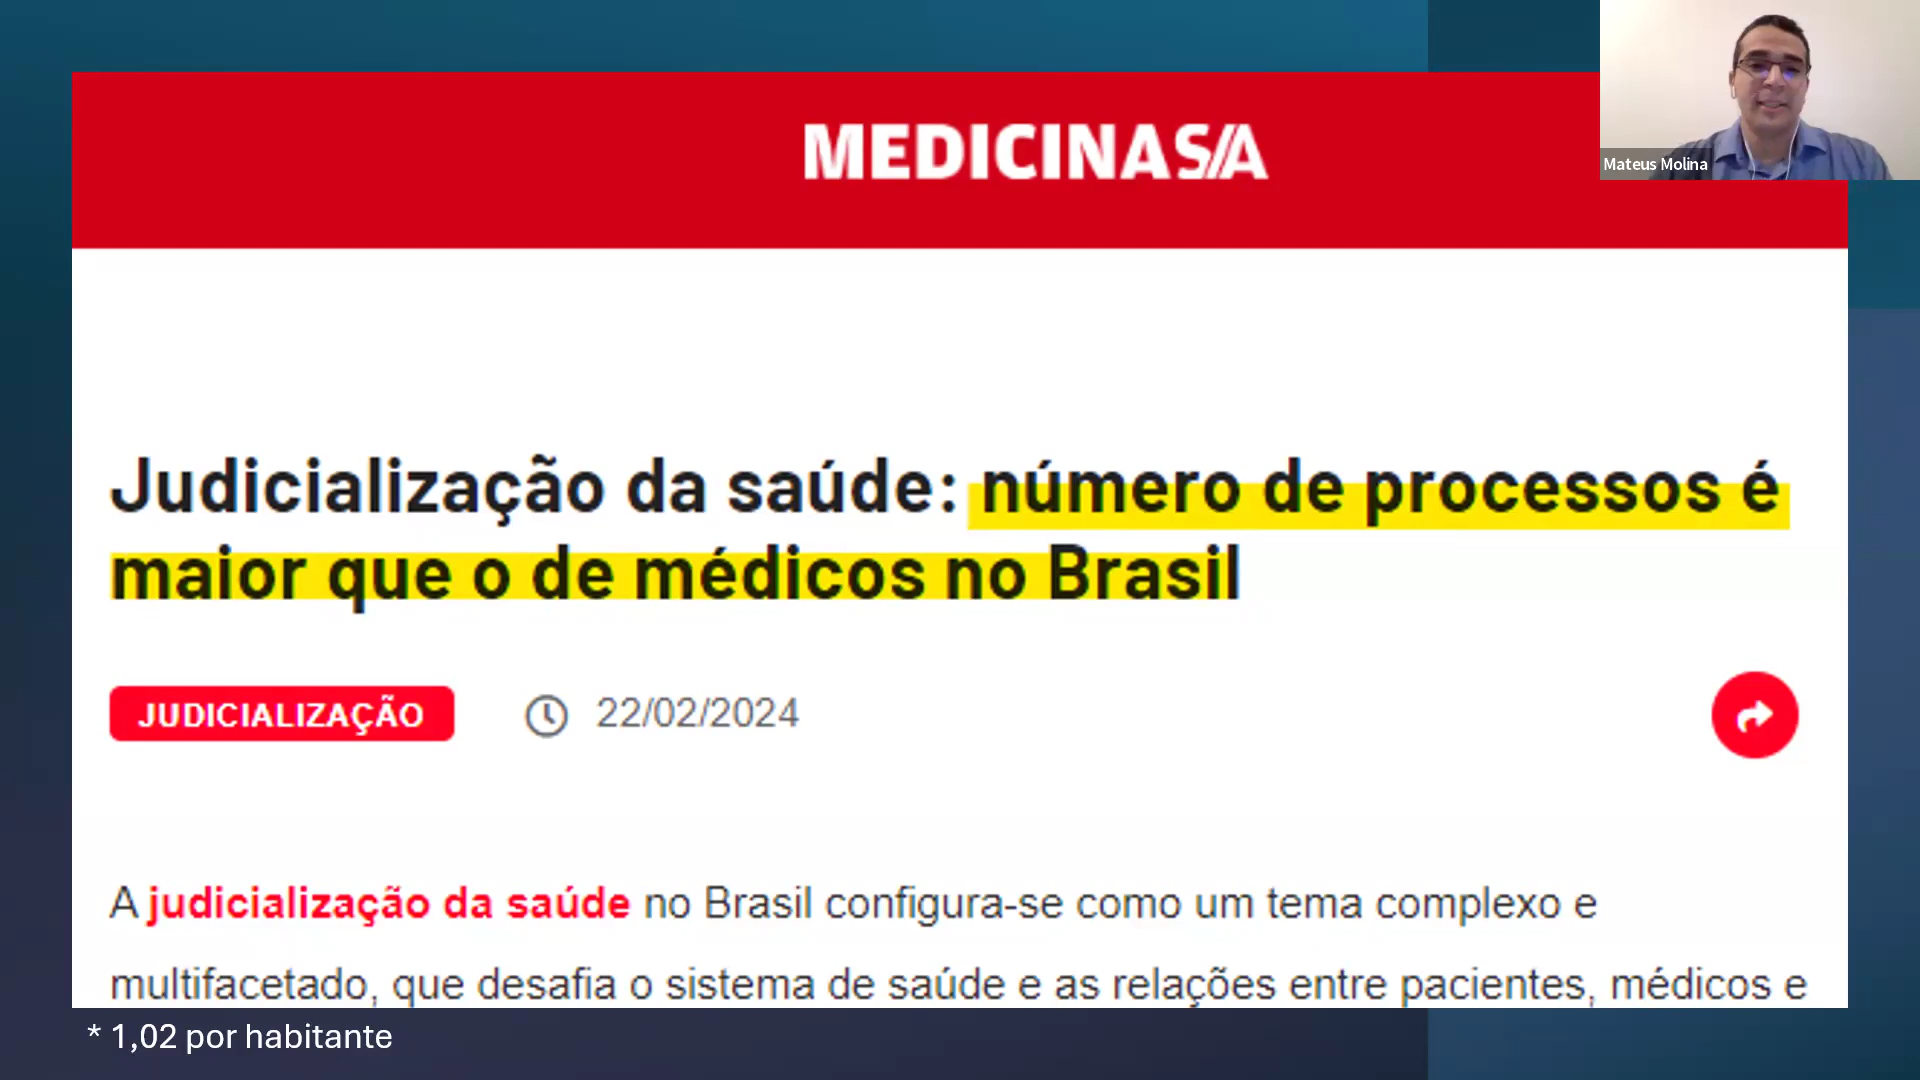 MEDICINAS/A
Mateus Molina
Judicialização da saúde: número de processos é
maior que o de médicos no Brasil
JUDICIALIZAÇÃO
22/02/2024
A judicialização da saúde no Brasil configura-se como um tema complexo e
multifacetado, que desafia o sistema de saúde e as relações entre pacientes, médicos e
* 1,02 por habitante